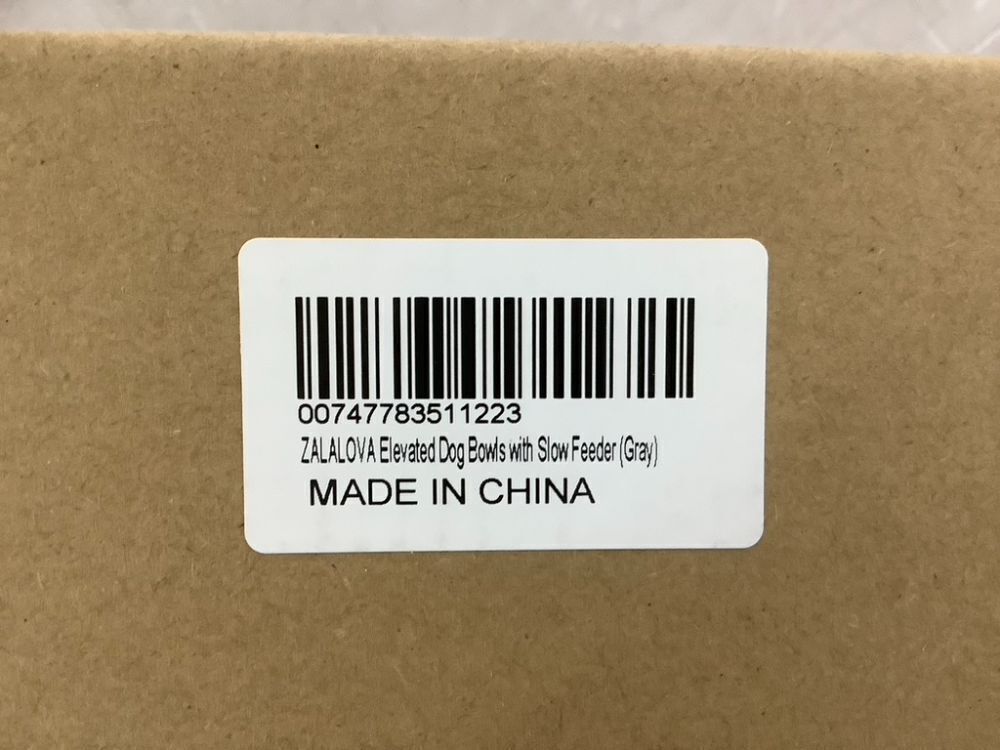 00747783511223
ZALALOVA Elevated Dog Bowls with Slow Feeder (Gray)
MADE IN CHINA